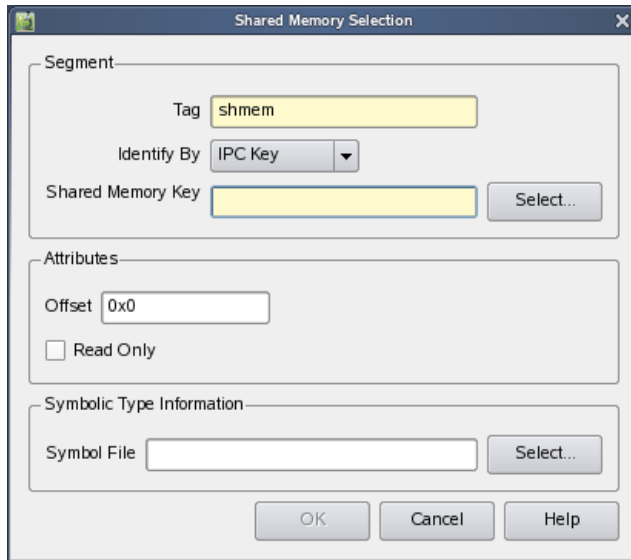 Shared Memory Selection
Segment
Tag shmem
Identify By IPC Key
Shared Memory Key Select...
Attributes
Offset 0x0
Read Only
Symbolic Type Information
Symbol File Select...
OK Cancel Help